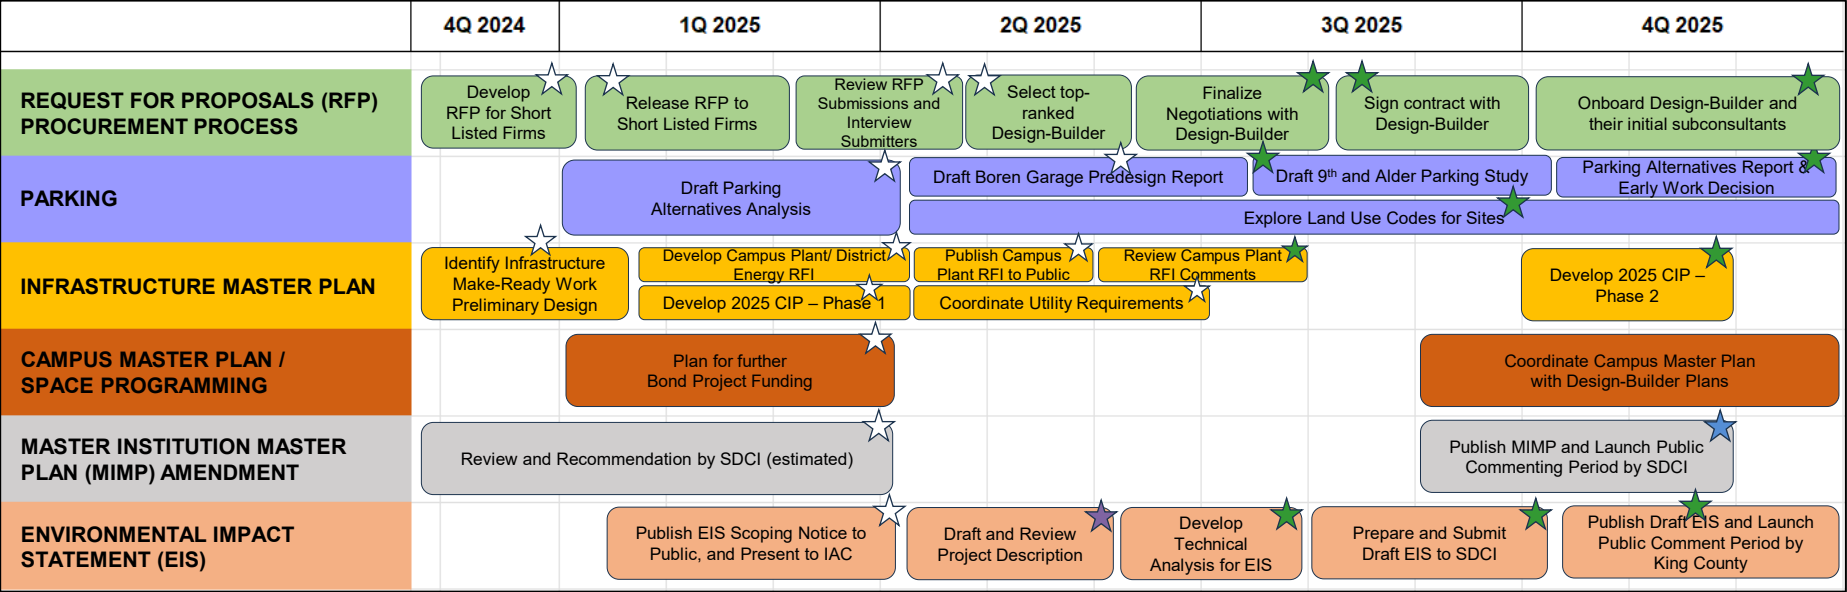 4Q 2024
1Q 2025
2Q 2025
3Q 2025
4Q 2025
REQUEST FOR PROPOSALS (RFP)
PROCUREMENT PROCESS
Develop
RFP for Short
Listed Firms
Release RFP to
Short Listed Firms
Review RFP
Submissions and
Interview
Submitters
Select top-
ranked
Design-Builder
Finalize
Negotiations with
Design-Builder
Sign contract with
Design-Builder
Onboard Design-Builder and
their initial subconsultants
PARKING
Draft Parking
Alternatives Analysis
Draft Boren Garage Predesign Report
Draft 9th and Alder Parking Study
Parking Alternatives Report &
Early Work Decision
Explore Land Use Codes for Sites
INFRASTRUCTURE MASTER PLAN
Identify Infrastructure
Make-Ready Work
Preliminary Design
Develop Campus Plant/ District
Energy RFI
Develop 2025 CIP – Phase 1
Publish Campus
Plant RFI to Public
Coordinate Utility Requirements
Review Campus Plant
RFI Comments
Develop 2025 CIP –
Phase 2
CAMPUS MASTER PLAN /
SPACE PROGRAMMING
Plan for further
Bond Project Funding
Coordinate Campus Master Plan
with Design-Builder Plans
MASTER INSTITUTION MASTER
PLAN (MIMP) AMENDMENT
Review and Recommendation by SDCI (estimated)
Publish MIMP and Launch Public
Commenting Period by SDCI
ENVIRONMENTAL IMPACT
STATEMENT (EIS)
Publish EIS Scoping Notice to
Public, and Present to IAC
Draft and Review
Project Description
Develop
Technical
Analysis for EIS
Prepare and Submit
Draft EIS to SDCI
Publish Draft EIS and Launch
Public Comment Period by
King County